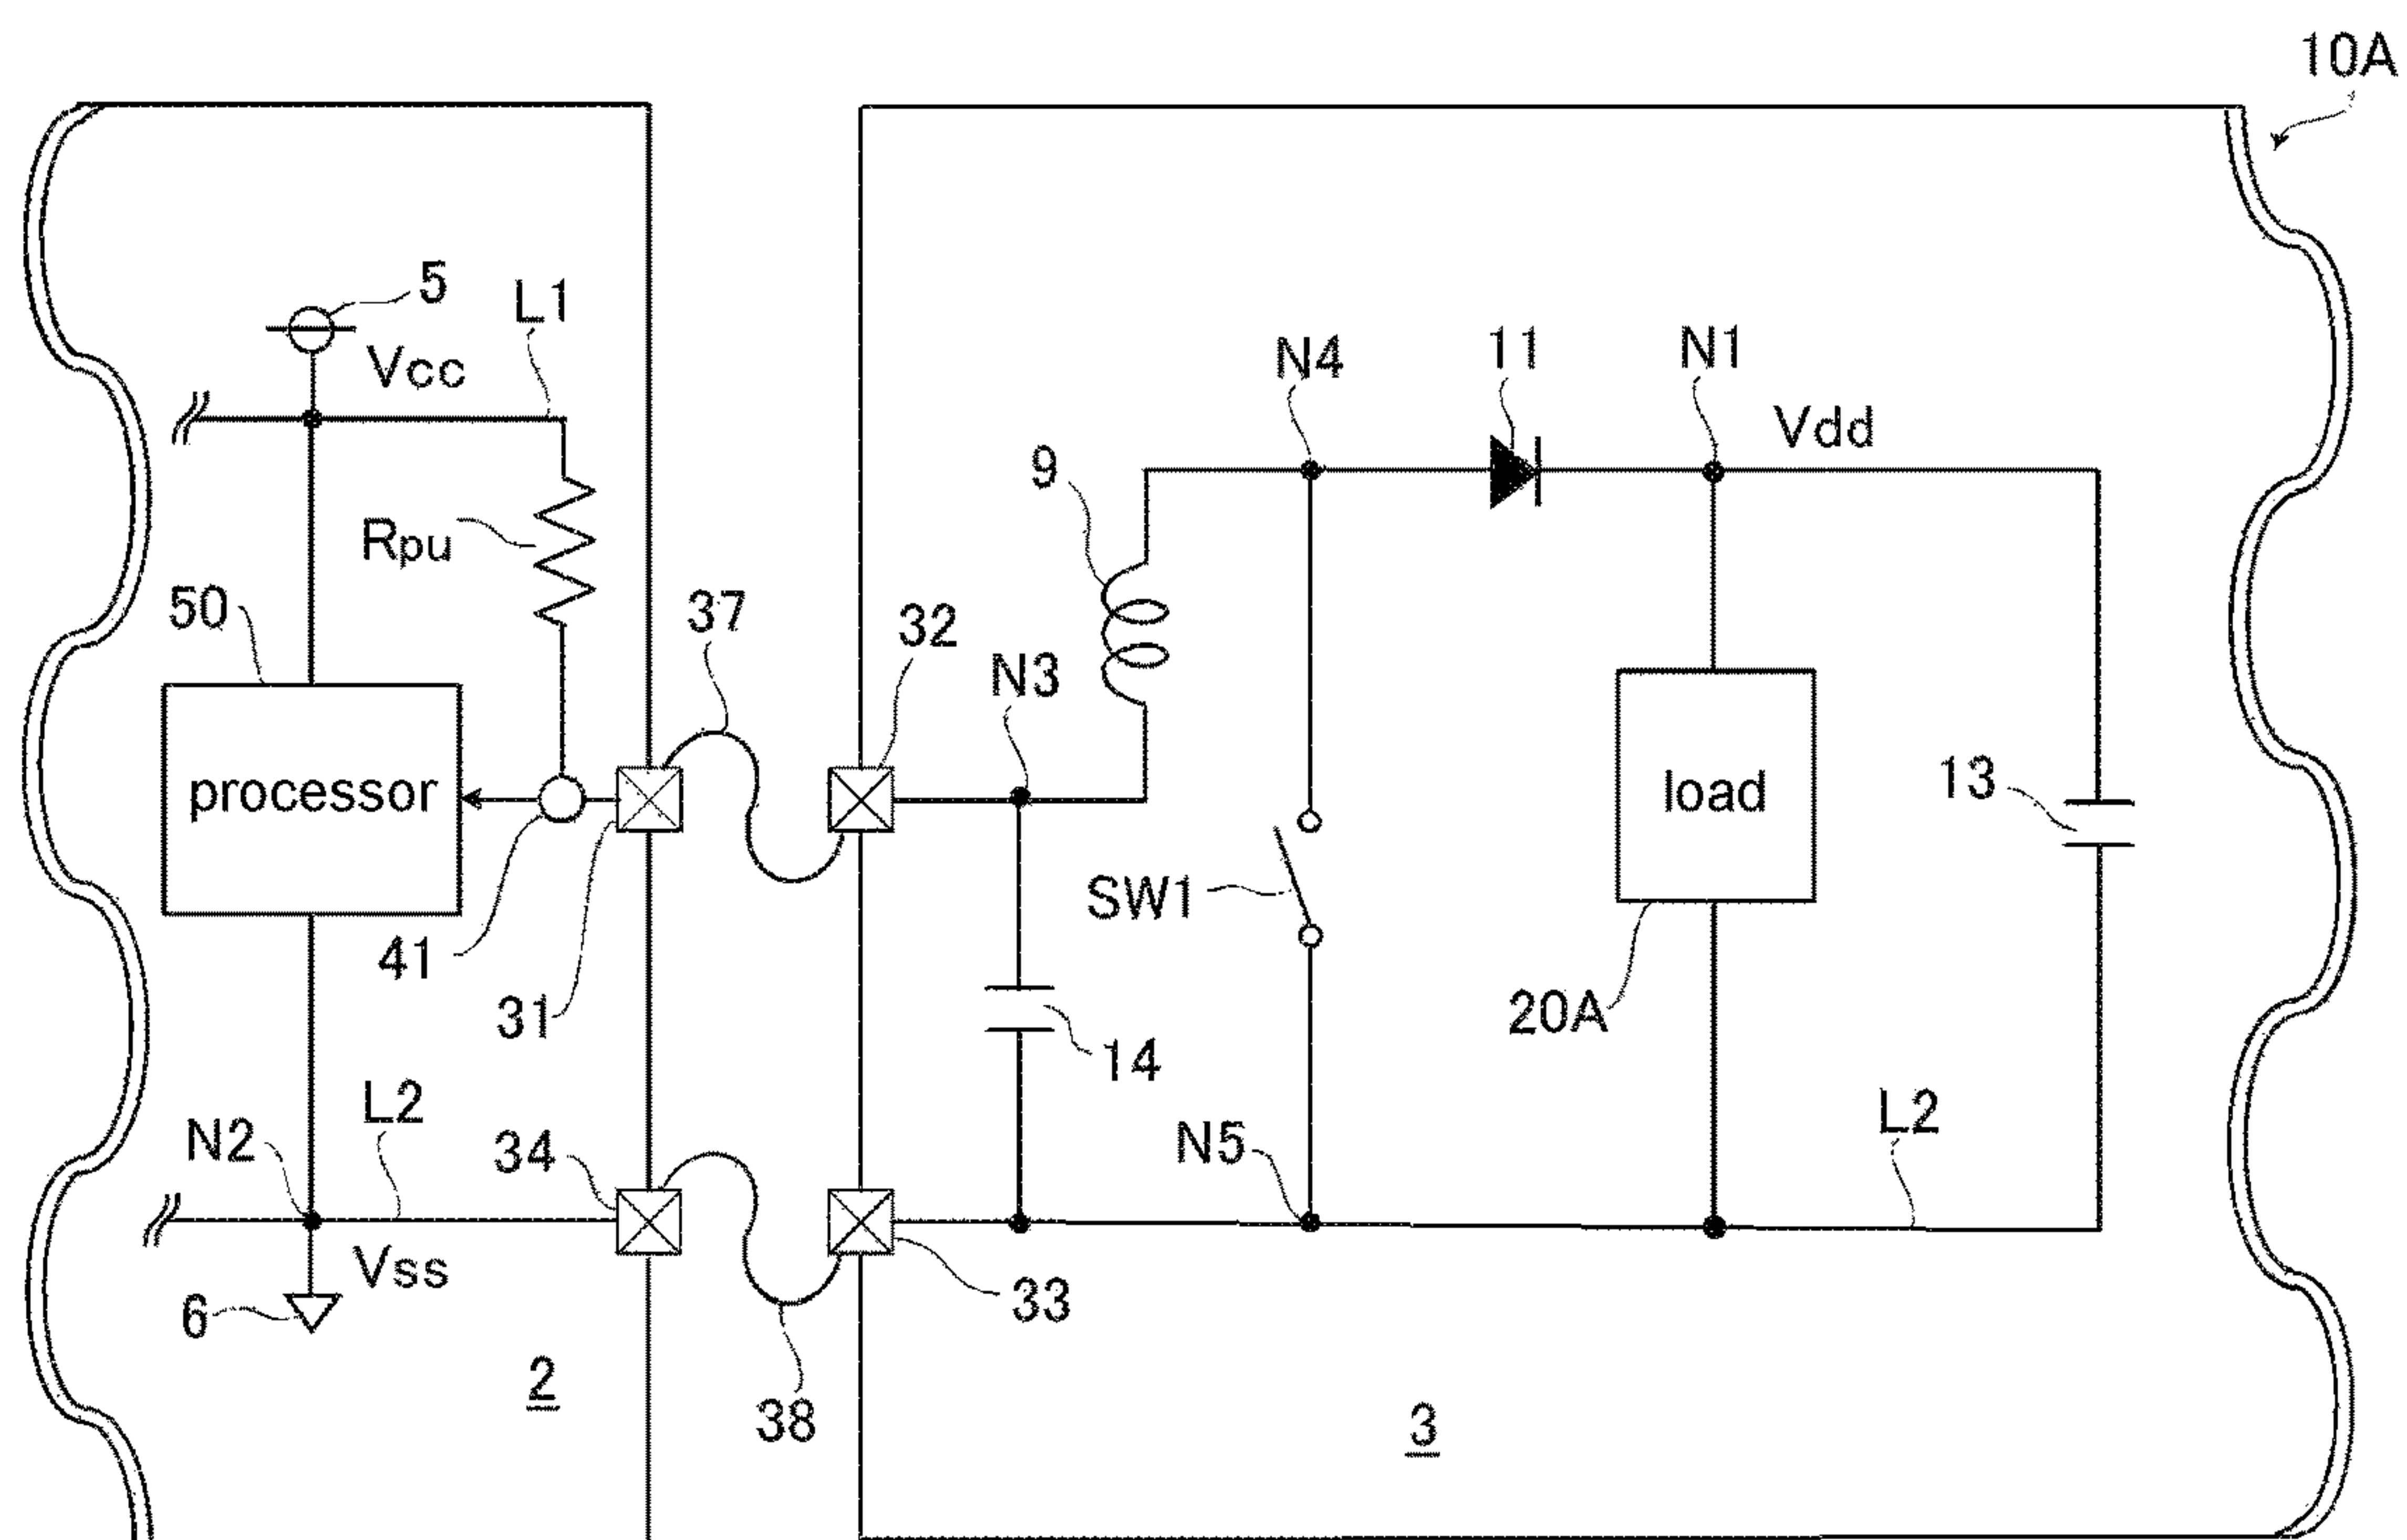 10A
5
L1
Vcc
N4
11
N1
Vdd
9
Rpu
50
37
32
N3
processor
load
13
SW1
41
31
20A
14
L2
N2
34
N5
L2
Vss
6
33
2
38
3